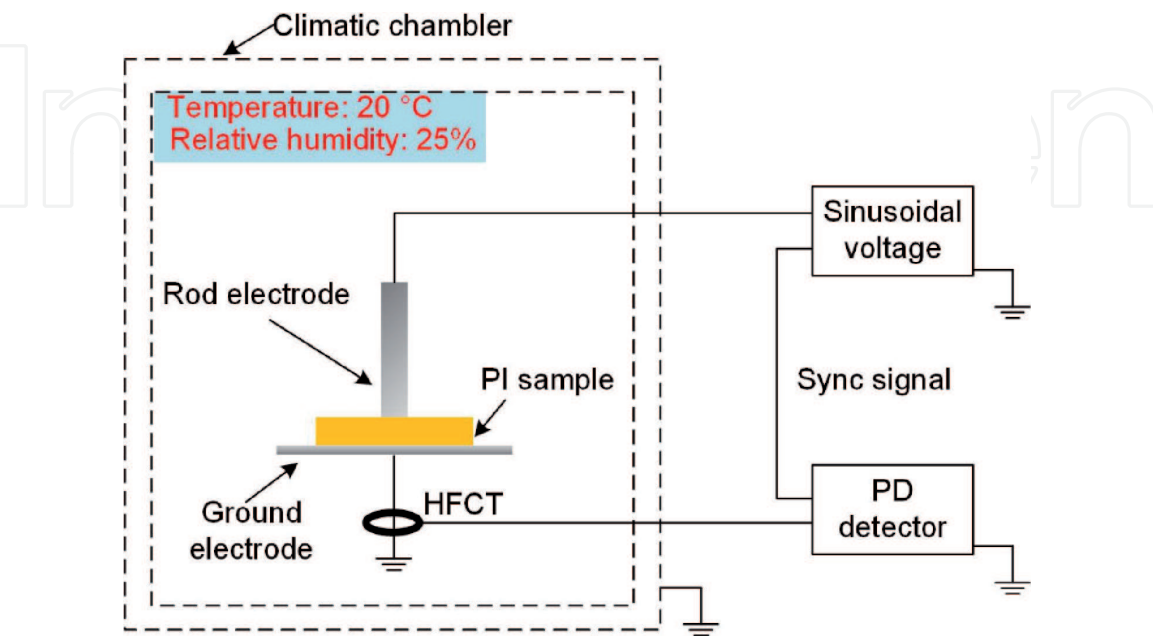 Climatic chambler
Temperature: 20 °C
Relative humidity: 25%
Sinusoidal
voltage
Rod electrode
PI sample
Sync signal
Ground
electrode
HFCT
PD
detector